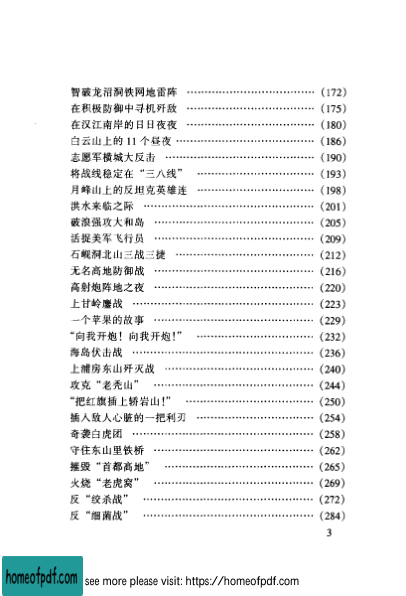 智破龙沼洞铁网地雷阵 ………………………………（172）
在积极防御中寻机歼敌 ………………………………（175）
在汉江南岸的日日夜夜 ………………………………（180）
白云山上的 11 个昼夜 ………………………………（186）
志愿军横城大反击 ………………………………（190）
将战线稳定在“三八线” ………………………………（193）
月峰山上的反坦克英雄连 ………………………………（198）
洪水来临之际 ………………………………（201）
破浪强攻大和岛 ………………………………（205）
活捉美军飞行员 ………………………………（209）
石岘洞北山三战三捷 ………………………………（212）
无名高地防御战 ………………………………（216）
高射炮阵地之夜 ………………………………（220）
上甘岭鏖战 ………………………………（223）
一个苹果的故事 ………………………………（229）
“向我开炮！向我开炮！” ………………………………（232）
海岛伏击战 ………………………………（236）
上浦房东山歼灭战 ………………………………（240）
攻克“老秃山” ………………………………（244）
“把红旗插上轿岩山！” ………………………………（250）
插入敌人心脏的一把利刃 ………………………………（254）
奇袭白虎团 ………………………………（258）
守住东山里铁桥 ………………………………（262）
摧毁“首都高地” ………………………………（265）
火烧“老虎窝” ………………………………（269）
反“绞杀战” ………………………………（272）
反“细菌战” ………………………………（284）
3
homeofpdf.com see more please visit: https://homeofpdf.com